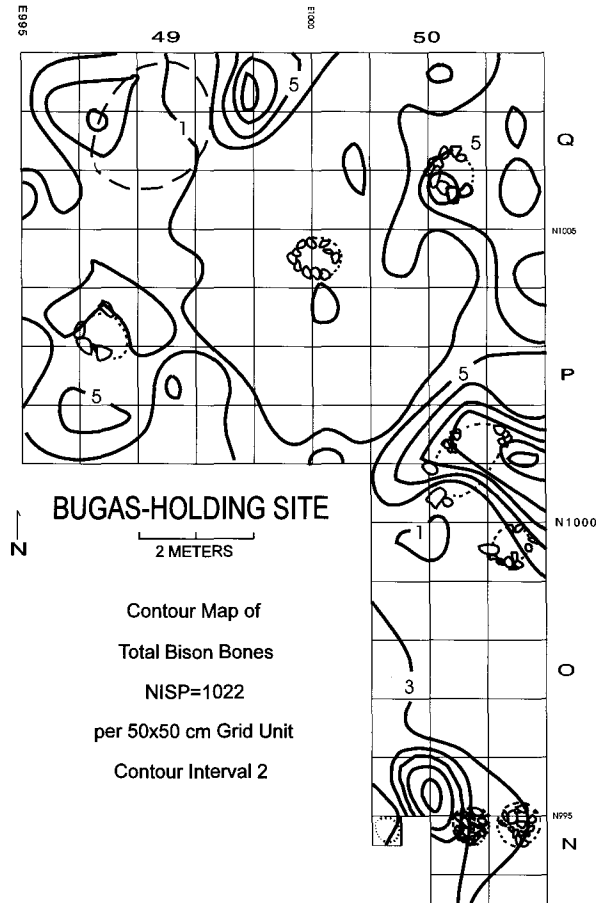 E995
49
E1000
50
5
1
Q
5
N1005
5
P
5
BUGAS-HOLDING SITE
N
2 METERS
1
N1000
Contour Map of
Total Bison Bones
NISP=1022
per 50x50 cm Grid Unit
Contour Interval 2
3
O
N995
N